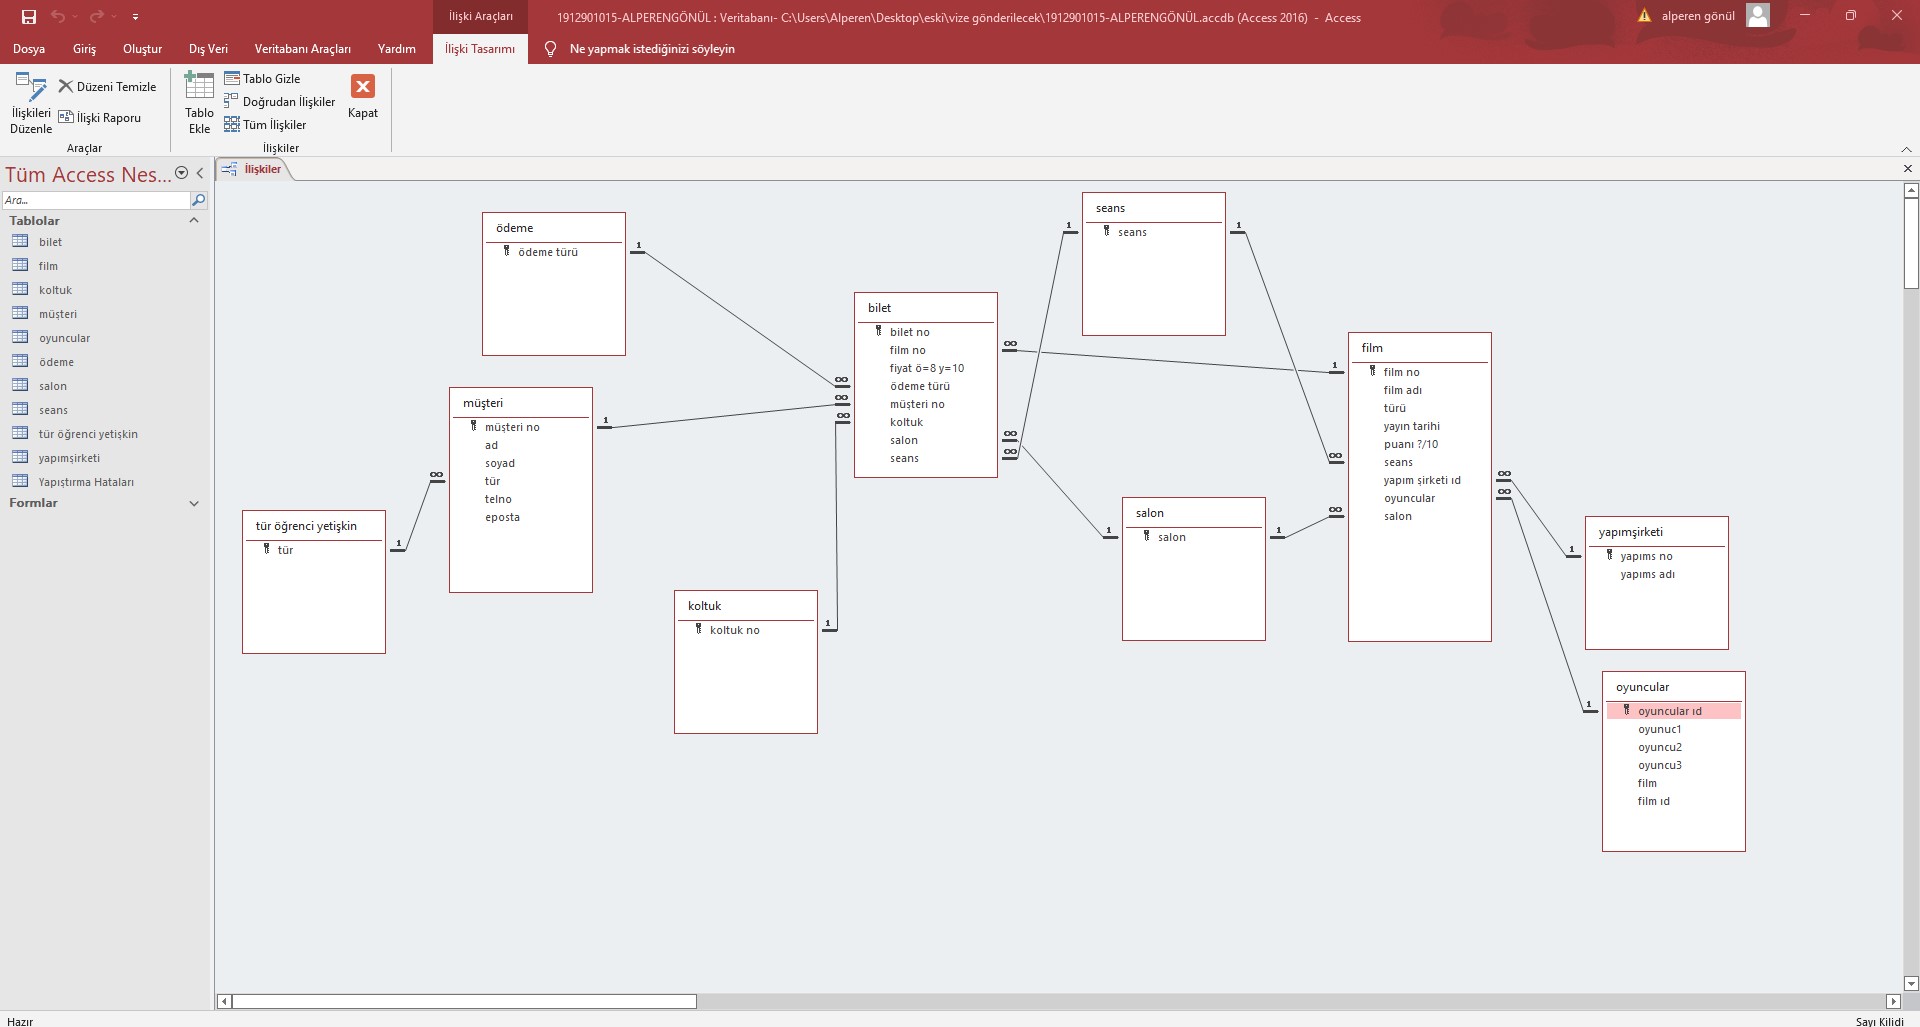 İlişki Araçları
1912901015-ALPERENGÖNÜL : Veritabanı- C:\Users\Alperen\Desktop\eski\vize gönderilecek\1912901015-ALPERENGÖNÜL.accdb (Access 2016)  -  Access
alperen gönül
Dosya
Giriş
Oluştur
Dış Veri
Veritabanı Araçları
Yardım
İlişki Tasarımı
Ne yapmak istediğinizi söyleyin
İlişkileri
Düzenle
Düzeni Temizle
İlişki Raporu
Araçlar
Tablo
Ekle
Tablo Gizle
Doğrudan İlişkiler
Tüm İlişkiler
Kapat
İlişkiler
Tüm Access Nes...
Ara...
Tablolar
bilet
film
koltuk
müşteri
oyuncular
ödeme
salon
seans
tür öğrenci yetişkin
yapımşirketi
Yapıştırma Hataları
Formlar
İlişkiler
ödeme
ödeme türü
1
müşteri
müşteri no
ad
soyad
tür
telno
eposta
1
∞
tür öğrenci yetişkin
tür
1
koltuk
koltuk no
1
bilet
bilet no
film no
fiyat ö=8 y=10
ödeme türü
müşteri no
koltuk
salon
seans
∞
∞
∞
∞
∞
∞
seans
seans
1
1
salon
salon
1
1
film
film no
film adı
türü
yayın tarihi
puanı ?/10
seans
yapım şirketi ıd
oyuncular
salon
1
∞
∞
∞
∞
yapımşirketi
yapıms no
yapıms adı
1
oyuncular
oyuncular ıd
oyunuc1
oyuncu2
oyuncu3
film
film ıd
1
Hazır
Sayı Kilidi